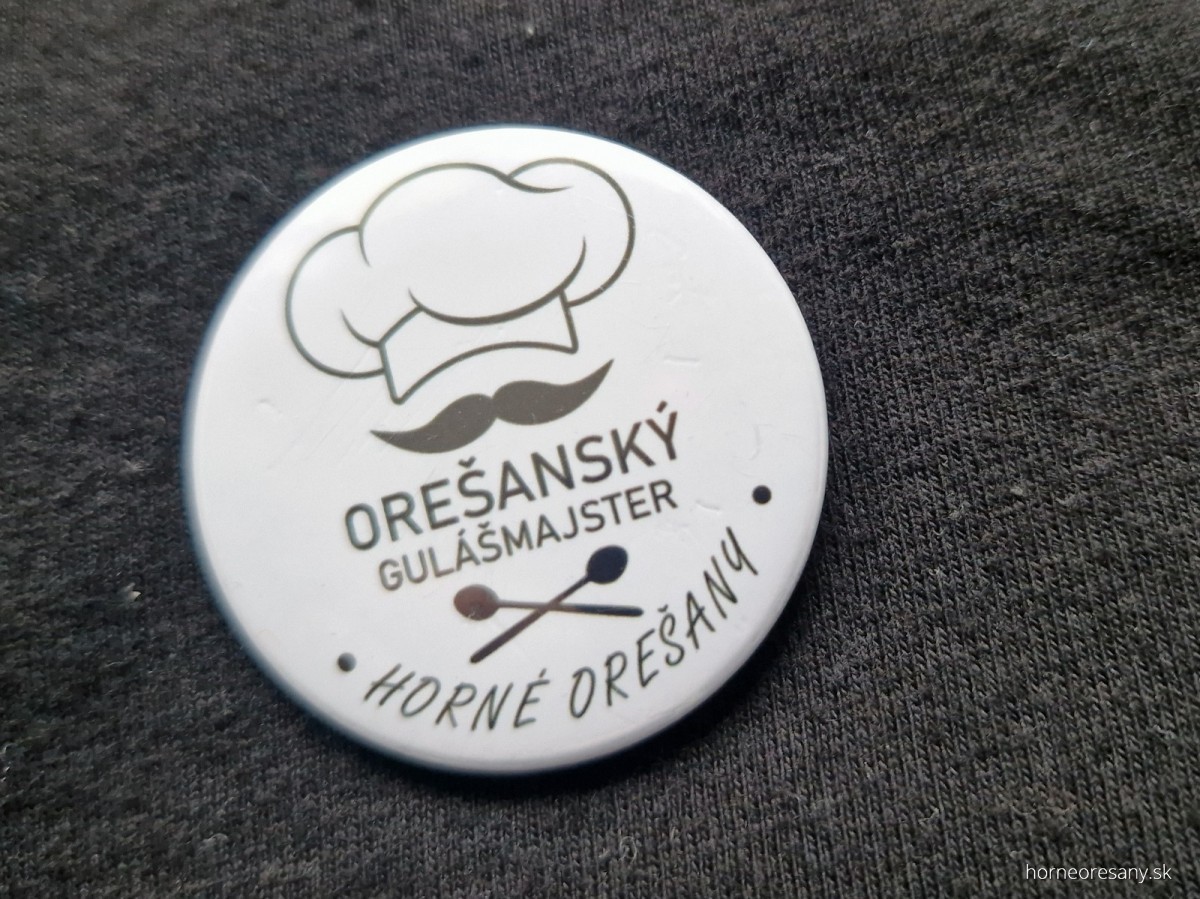 OREŠANSKÝ
GULÁŠMAJSTER
• HORNÉ OREŠANY •
horneoresany.sk